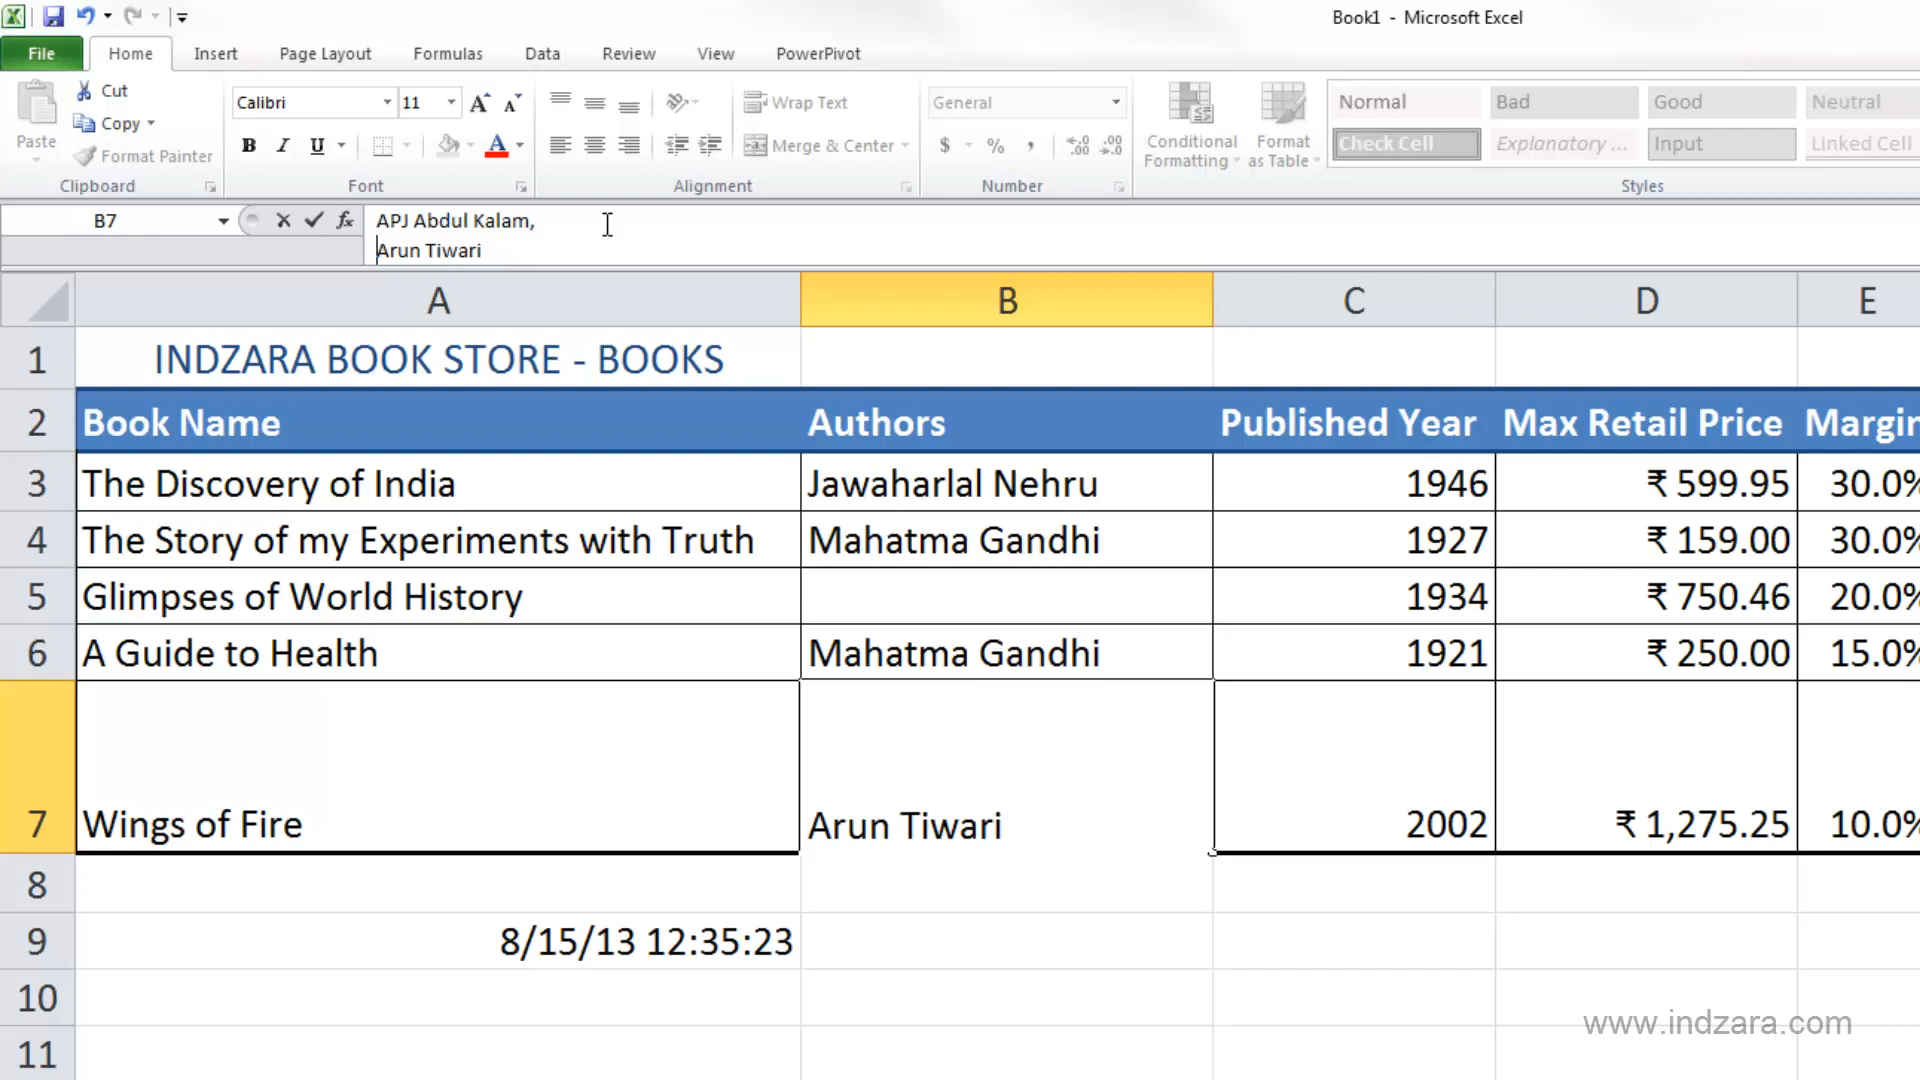 Book1 - Microsoft Excel
File Home Insert Page Layout Formulas Data Review View PowerPivot
Paste
Cut
Copy
Format Painter
Clipboard
Calibri 11
B I U
Font
Wrap Text
Merge & Center
Alignment
General
$ % ,
Number
Conditional Formatting
Format as Table
Normal Bad Good Neutral
Check Cell Explanatory ... Input Linked Cell
Styles
B7 fx APJ Abdul Kalam,
Arun Tiwari
A B C D E
1 INDZARA BOOK STORE - BOOKS
2 Book Name Authors Published Year Max Retail Price Margin
3 The Discovery of India Jawaharlal Nehru 1946 ₹ 599.95 30.0%
4 The Story of my Experiments with Truth Mahatma Gandhi 1927 ₹ 159.00 30.0%
5 Glimpses of World History 1934 ₹ 750.46 20.0%
6 A Guide to Health Mahatma Gandhi 1921 ₹ 250.00 15.0%
7 Wings of Fire Arun Tiwari 2002 ₹ 1,275.25 10.0%
8
9 8/15/13 12:35:23
10
11
www.indzara.com